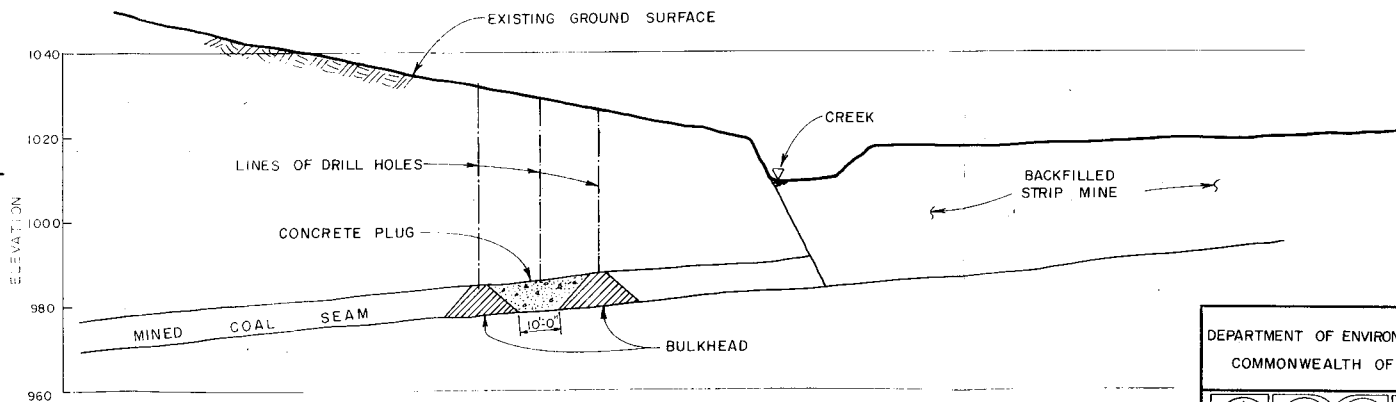 EXISTING GROUND SURFACE
1040
1020
CREEK
LINES OF DRILL HOLES
BACKFILLED
STRIP MINE
ELEVATION
1000
CONCRETE PLUG
980
MINED COAL SEAM
10'-0"
BULKHEAD
960
DEPARTMENT OF ENVIRON
COMMONWEALTH OF